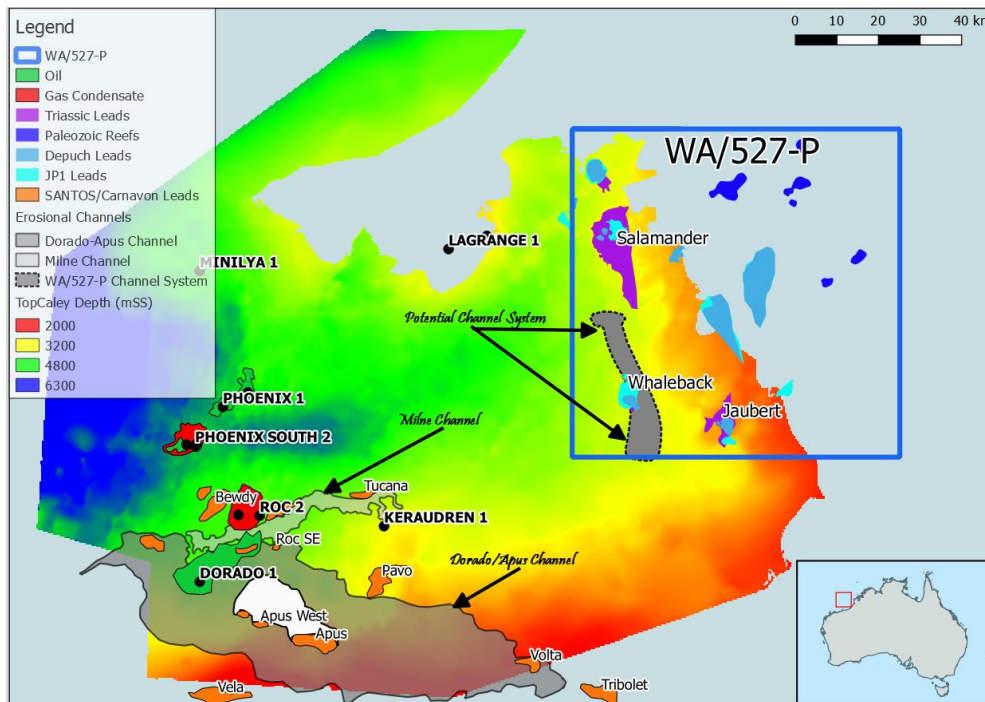 Legend
WA/527-P
Oil
Gas Condensate
Triassic Leads
Paleozoic Reefs
Depuch Leads
JP1 Leads
SANTOS/Carnavon Leads
Erosional Channels
Dorado-Apus Channel
Milne Channel
WA/527-P Channel System
TopCaley Depth (mSS)
2000
3200
4800
6300
0 10 20 30 40 km
WA/527-P
LAGRANGE 1
Salamander
MINILYA 1
Potential Channel System
Whaleback
Jaubert
PHOENIX 1
Milne Channel
PHOENIX SOUTH 2
Tucana
Bewdy
ROC 2
KERAUDREN 1
Roc SE
Dorado/Apus Channel
DORADO 1
Pavo
Apus West
Apus
Volta
Vela
Tribolet